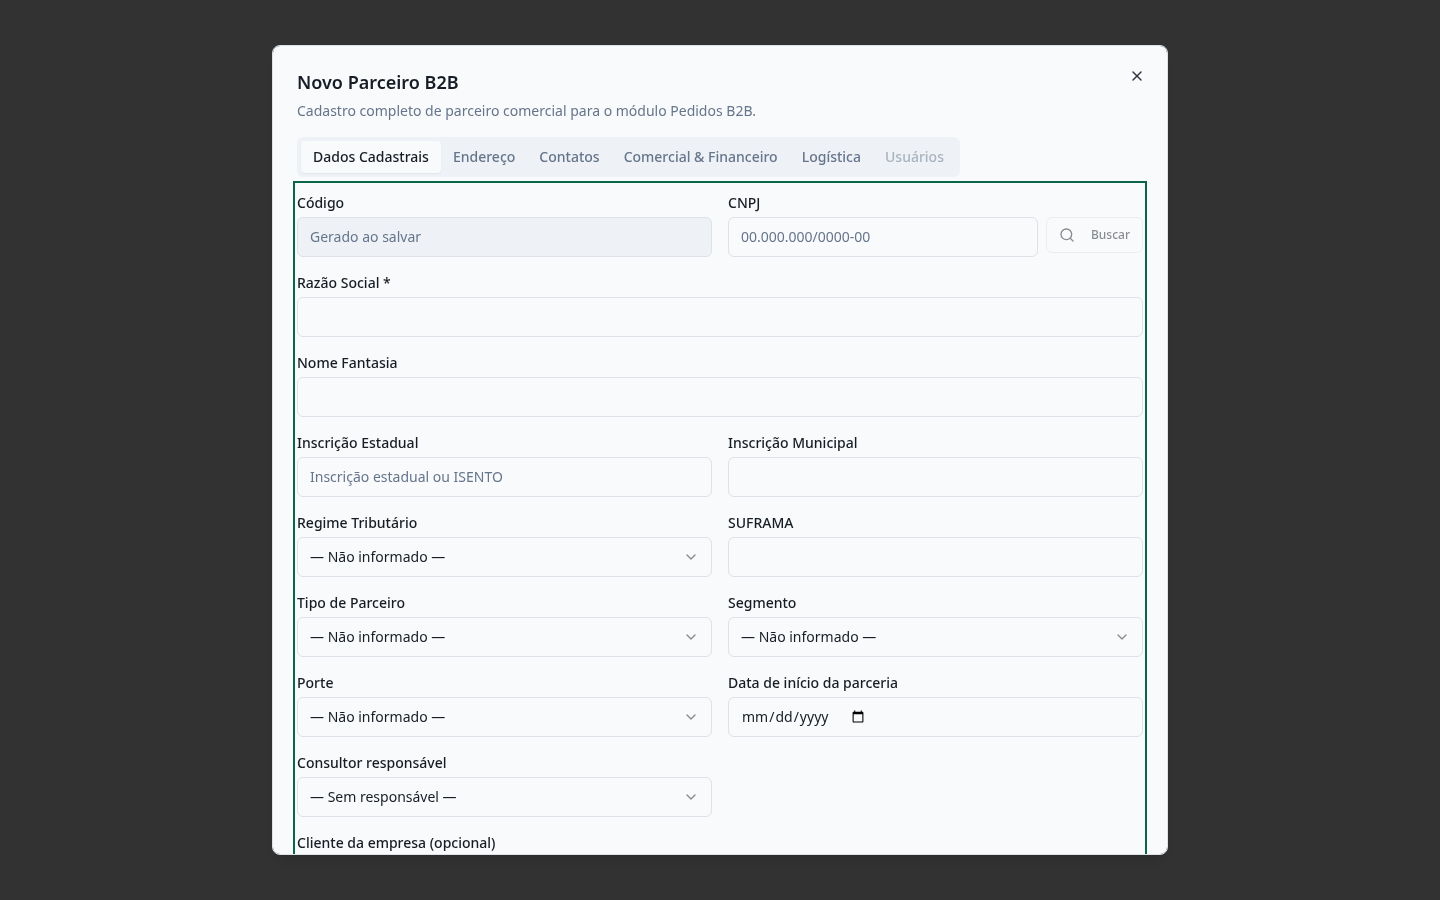 Novo Parceiro B2B
Cadastro completo de parceiro comercial para o módulo Pedidos B2B.
Dados Cadastrais Endereço Contatos Comercial & Financeiro Logística Usuários
Código CNPJ
Gerado ao salvar 00.000.000/0000-00 Buscar
Razão Social *
Nome Fantasia
Inscrição Estadual Inscrição Municipal
Inscrição estadual ou ISENTO
Regime Tributário SUFRAMA
— Não informado —
Tipo de Parceiro Segmento
— Não informado — — Não informado —
Porte Data de início da parceria
— Não informado — mm/dd/yyyy
Consultor responsável
— Sem responsável —
Cliente da empresa (opcional)